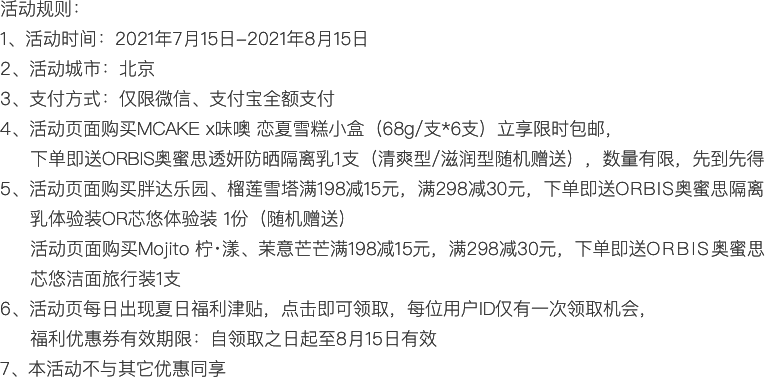 活动规则：
1、活动时间：2021年7月15日-2021年8月15日
2、活动城市：北京
3、支付方式：仅限微信、支付宝全额支付
4、活动页面购买MCAKE x味噢 恋夏雪糕小盒（68g/支*6支）立享限时包邮，
下单即送ORBIS奥蜜思透妍防晒隔离乳1支（清爽型/滋润型随机赠送），数量有限，先到先得
5、活动页面购买胖达乐园、榴莲雪塔满198减15元，满298减30元，下单即送ORBIS奥蜜思隔离
乳体验装OR芯悠体验装 1份（随机赠送）
活动页面购买Mojito 柠·漾、茉意芒芒满198减15元，满298减30元，下单即送ORBIS奥蜜思
芯悠洁面旅行装1支
6、活动页每日出现夏日福利津贴，点击即可领取，每位用户ID仅有一次领取机会，
福利优惠券有效期限：自领取之日起至8月15日有效
7、本活动不与其它优惠同享